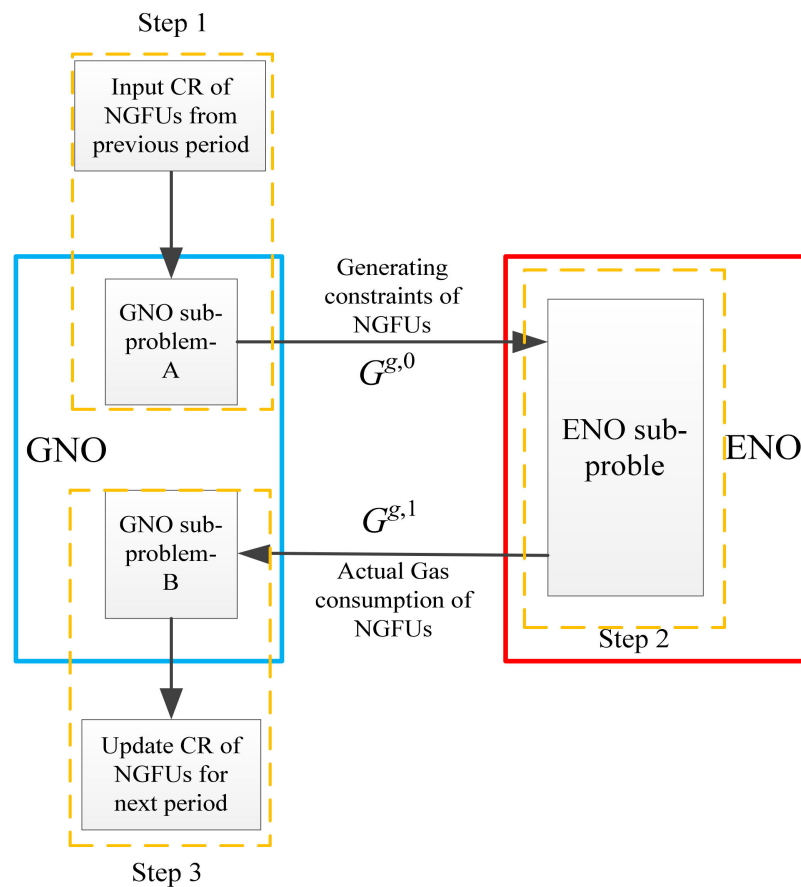 Step 1
Input CR of
NGFUs from
previous period
GNO sub-
problem-
A
Generating
constraints of
NGFUs
G^{g,0}
GNO
ENO sub-
proble
ENO
GNO sub-
problem-
B
G^{g,1}
Actual Gas
consumption of
NGFUs
Step 2
Update CR of
NGFUs for
next period
Step 3